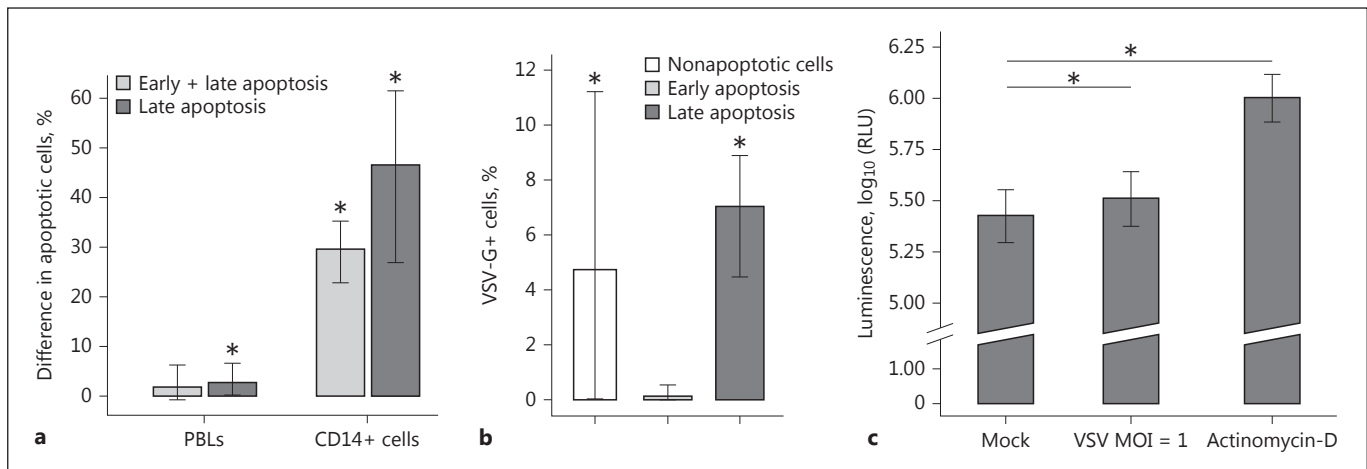 Difference in apoptotic cells, %
60
50
40
30
20
10
0
Early + late apoptosis
Late apoptosis
*
*
*
PBLs
CD14+ cells
a
VSV-G+ cells, %
12
10
8
6
4
2
0
Nonapoptotic cells
Early apoptosis
Late apoptosis
*
*
b
Luminescence, log₁₀ (RLU)
6.25
6.00
5.75
5.50
5.25
5.00
1.00
0
*
*
Mock
VSV MOI = 1
Actinomycin-D
c